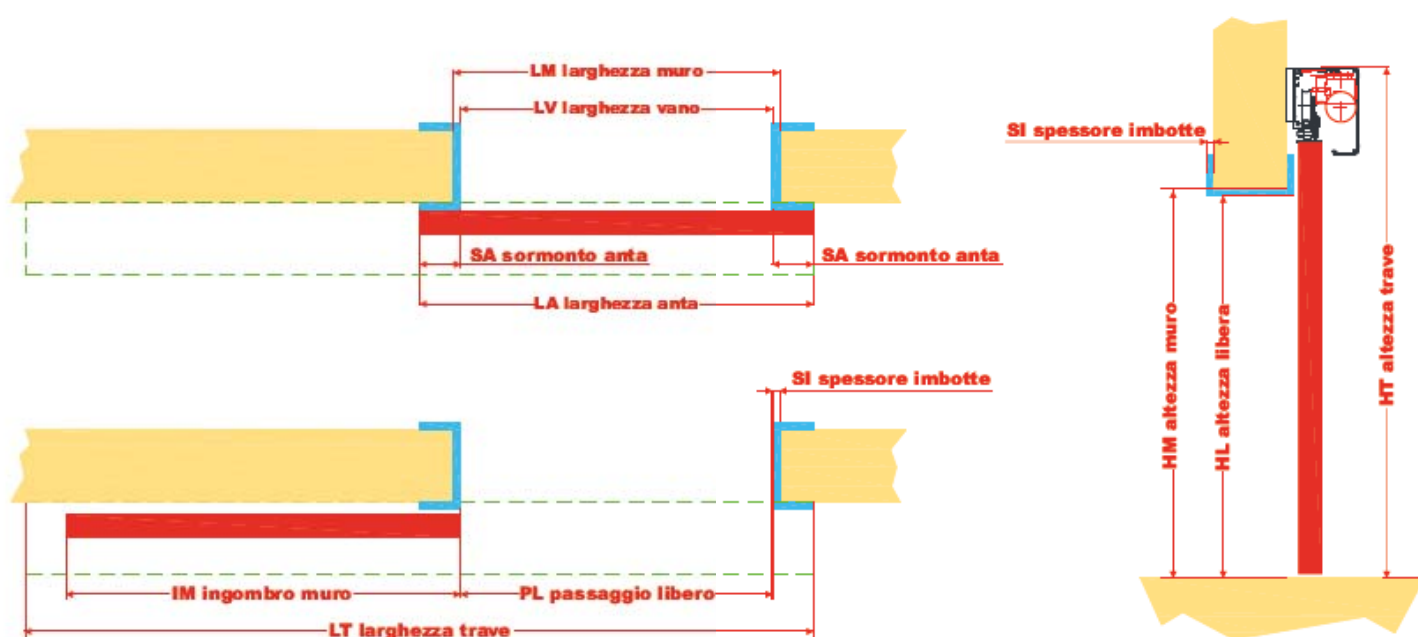 LM larghezza muro
LV larghezza vano
SA sormonto anta
SA sormonto anta
LA larghezza anta
SI spessore imbotte
IM ingombro muro
PL passaggio libero
LT larghezza trave
SI spessore imbotte
HM altezza muro
HL altezza libera
HT altezza trave